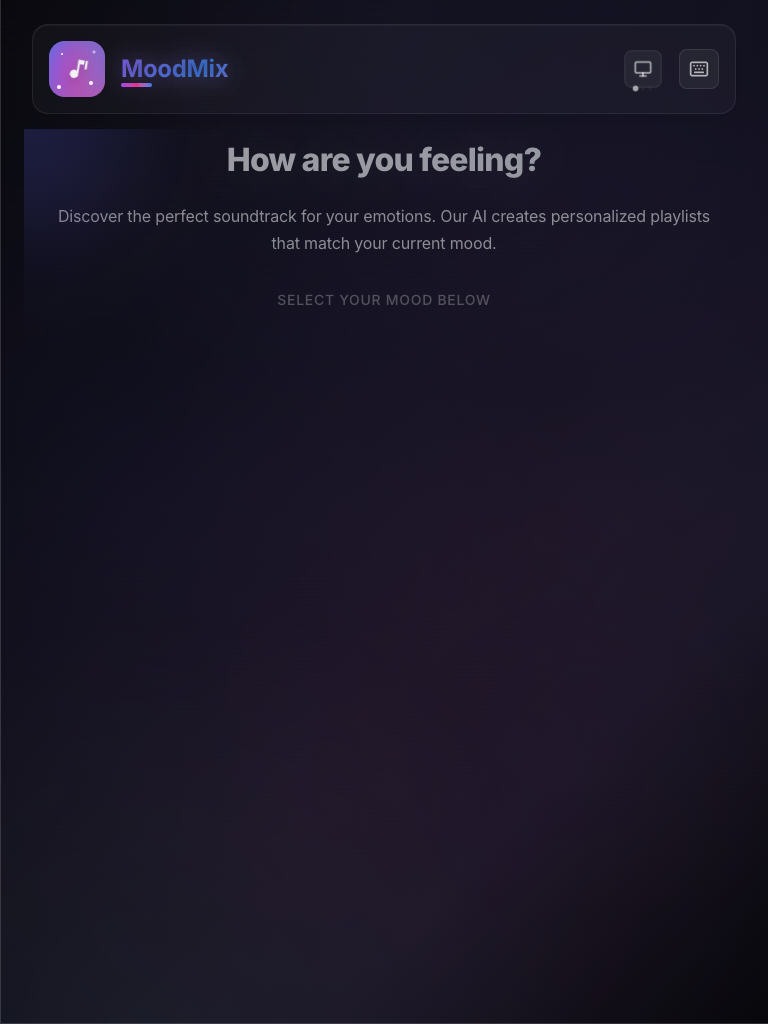 MoodMix
How are you feeling?
Discover the perfect soundtrack for your emotions. Our AI creates personalized playlists
that match your current mood.
SELECT YOUR MOOD BELOW